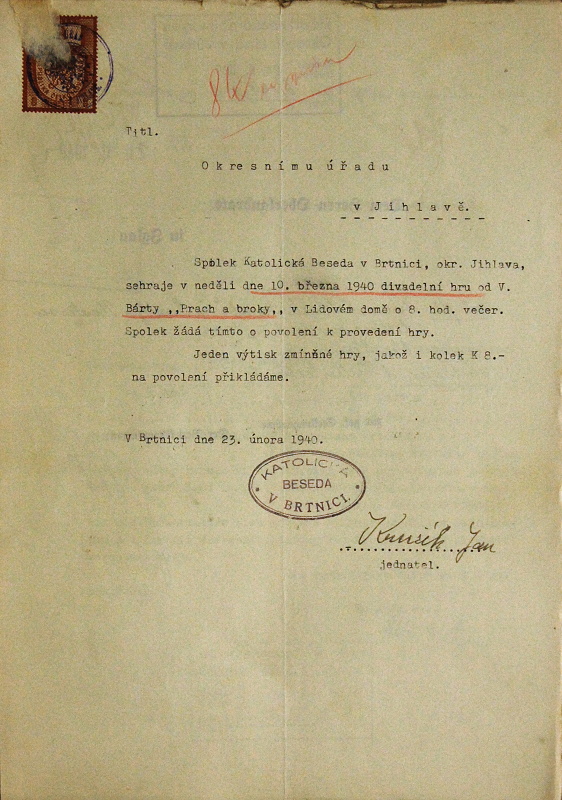 8K
Titl.
Okresnímu úřadu
v Jihlavě.
Spolek Katolická Beseda v Brtnici, okr. Jihlava,
sehraje v neděli dne 10. března 1940 divadelní hru od V.
Bárty ,,Prach a broky,, v Lidovém domě o 8. hod. večer.
Spolek žádá tímto o povolení k provedení hry.
Jeden výtisk zmíněné hry, jakož i kolek K 8.-
na povolení přikládáme.
V Brtnici dne 23. února 1940.
KATOLICKÁ
BESEDA
V BRTNICI.
Jan
jednatel.